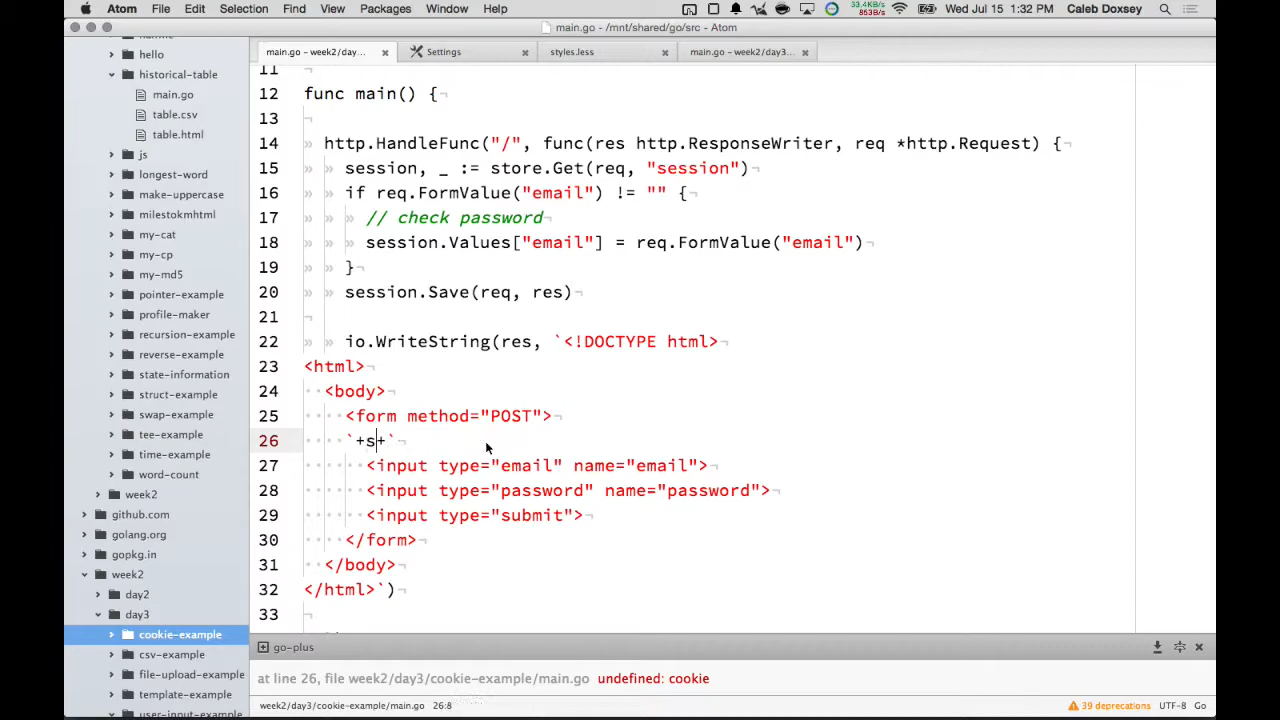 Atom File Edit Selection Find View Packages Window Help 33.4KB/s 853B/s Wed Jul 15 1:32 PM Caleb Doxsey
main.go - /mnt/shared/go/src - Atom
main.go – week2/day... Settings styles.less main.go – week2/day3...
hello
historical-table
main.go
table.csv
table.html
js
longest-word
make-uppercase
milestokmhtml
my-cat
my-cp
my-md5
pointer-example
profile-maker
recursion-example
reverse-example
state-information
struct-example
swap-example
tee-example
word-count
week2
github.com
golang.org
gopkg.in
week2
day2
day3
cookie-example
csv-example
file-upload-example
template-example
user-input-example
11
12 func main() {
13
14 http.HandleFunc("/", func(res http.ResponseWriter, req *http.Request) {
15 session, _ := store.Get(req, "session")
16 if req.FormValue("email") != "" {
17 // check password
18 session.Values["email"] = req.FormValue("email")
19 }
20 session.Save(req, res)
21
22 io.WriteString(res, `<!DOCTYPE html>
23 <html>
24 <body>
25 <form method="POST">
26 `+s+`
27 <input type="email" name="email">
28 <input type="password" name="password">
29 <input type="submit">
30 </form>
31 </body>
32 </html>`)
33
go-plus
at line 26, file week2/day3/cookie-example/main.go undefined: cookie
week2/day3/cookie-example/main.go 26:8 39 deprecations UTF-8 Go